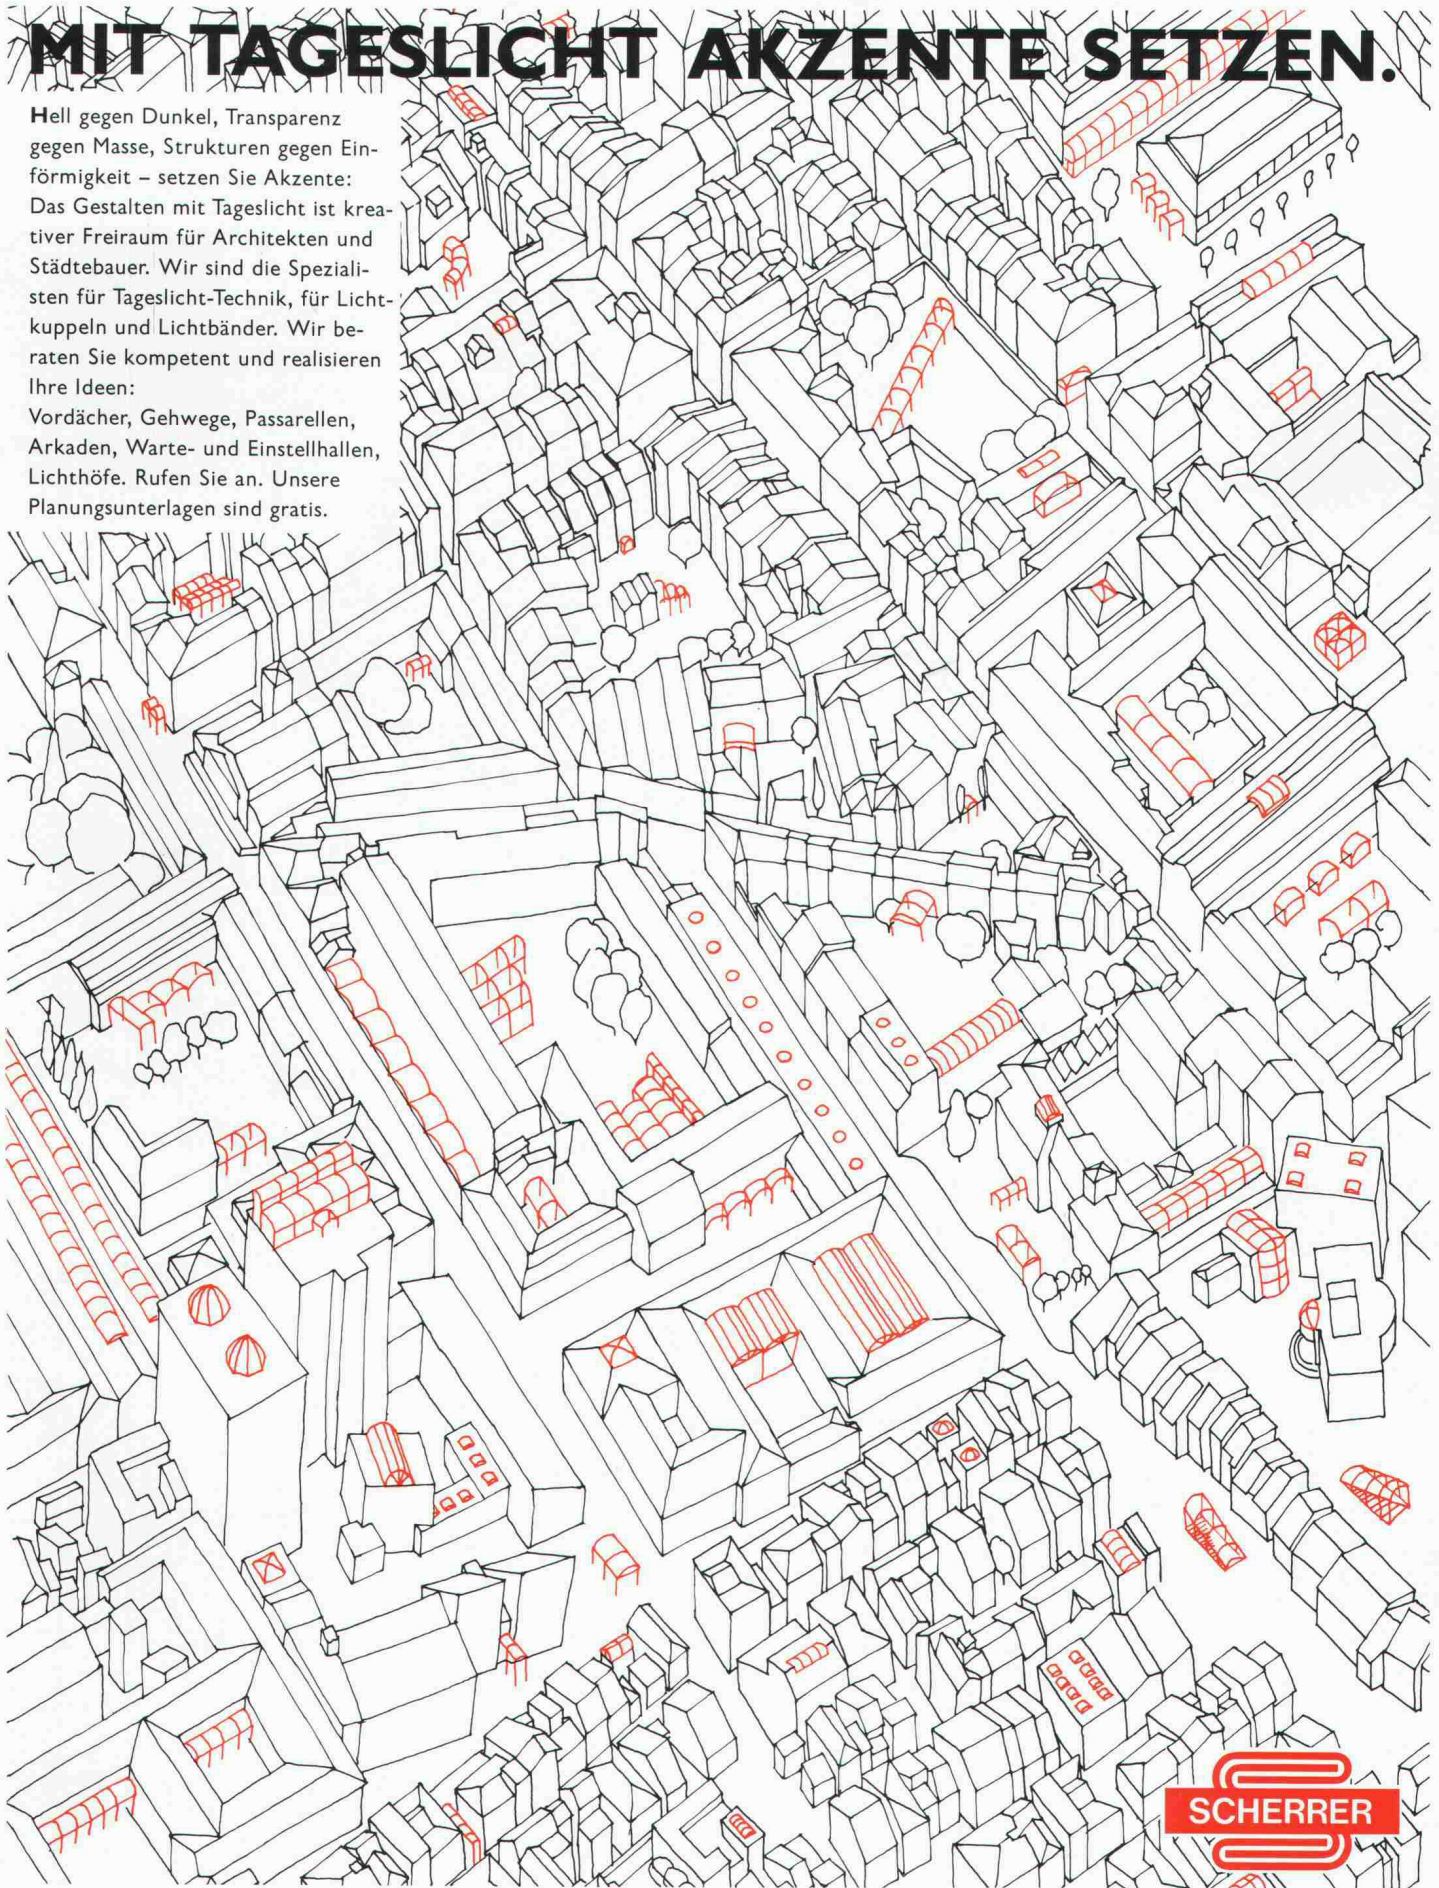 MIT TAGESLICHT AKZENTE SETZEN.
Hell gegen Dunkel, Transparenz
gegen Masse, Strukturen gegen Ein-
förmigkeit – setzen Sie Akzente:
Das Gestalten mit Tageslicht ist krea-
tiver Freiraum für Architekten und
Städtebauer. Wir sind die Speziali-
sten für Tageslicht-Technik, für Licht-
kuppeln und Lichtbänder. Wir be-
raten Sie kompetent und realisieren
Ihre Ideen:
Vordächer, Gehwege, Passarellen,
Arkaden, Warte- und Einstellhallen,
Lichthöfe. Rufen Sie an. Unsere
Planungsunterlagen sind gratis.
SCHERRER